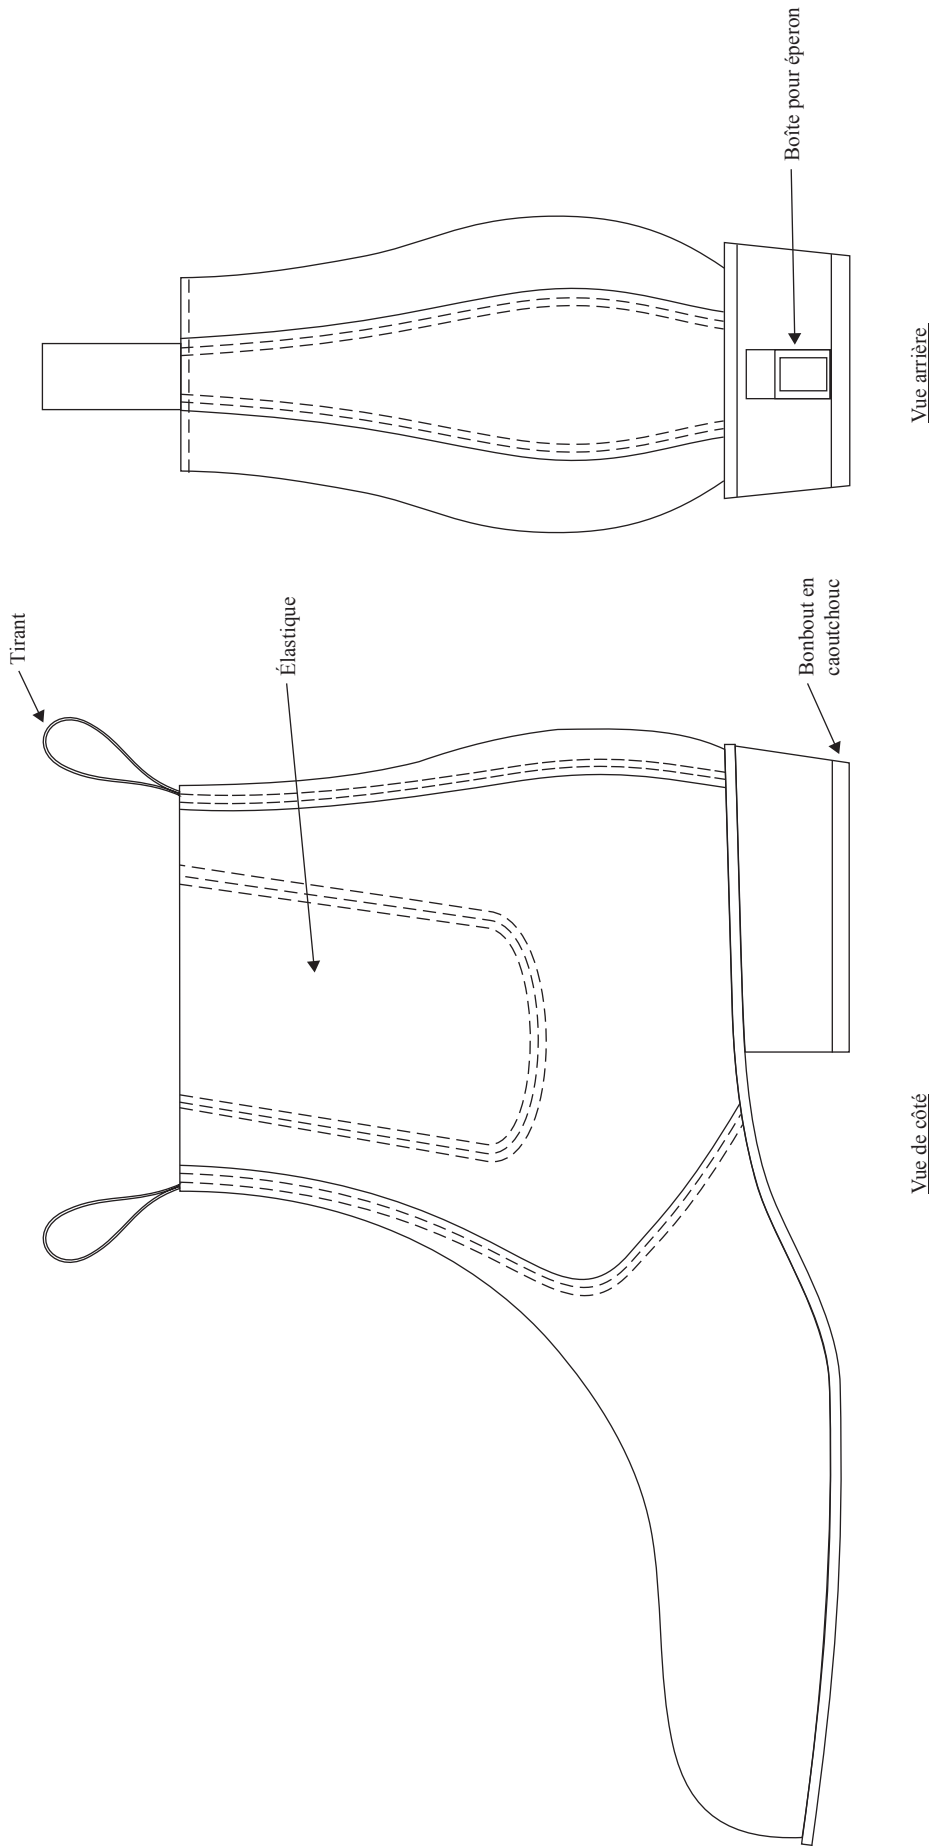 Tirant
Élastique
Bonbout en
caoutchouc
Vue de côté
Boîte pour éperon
Vue arrière